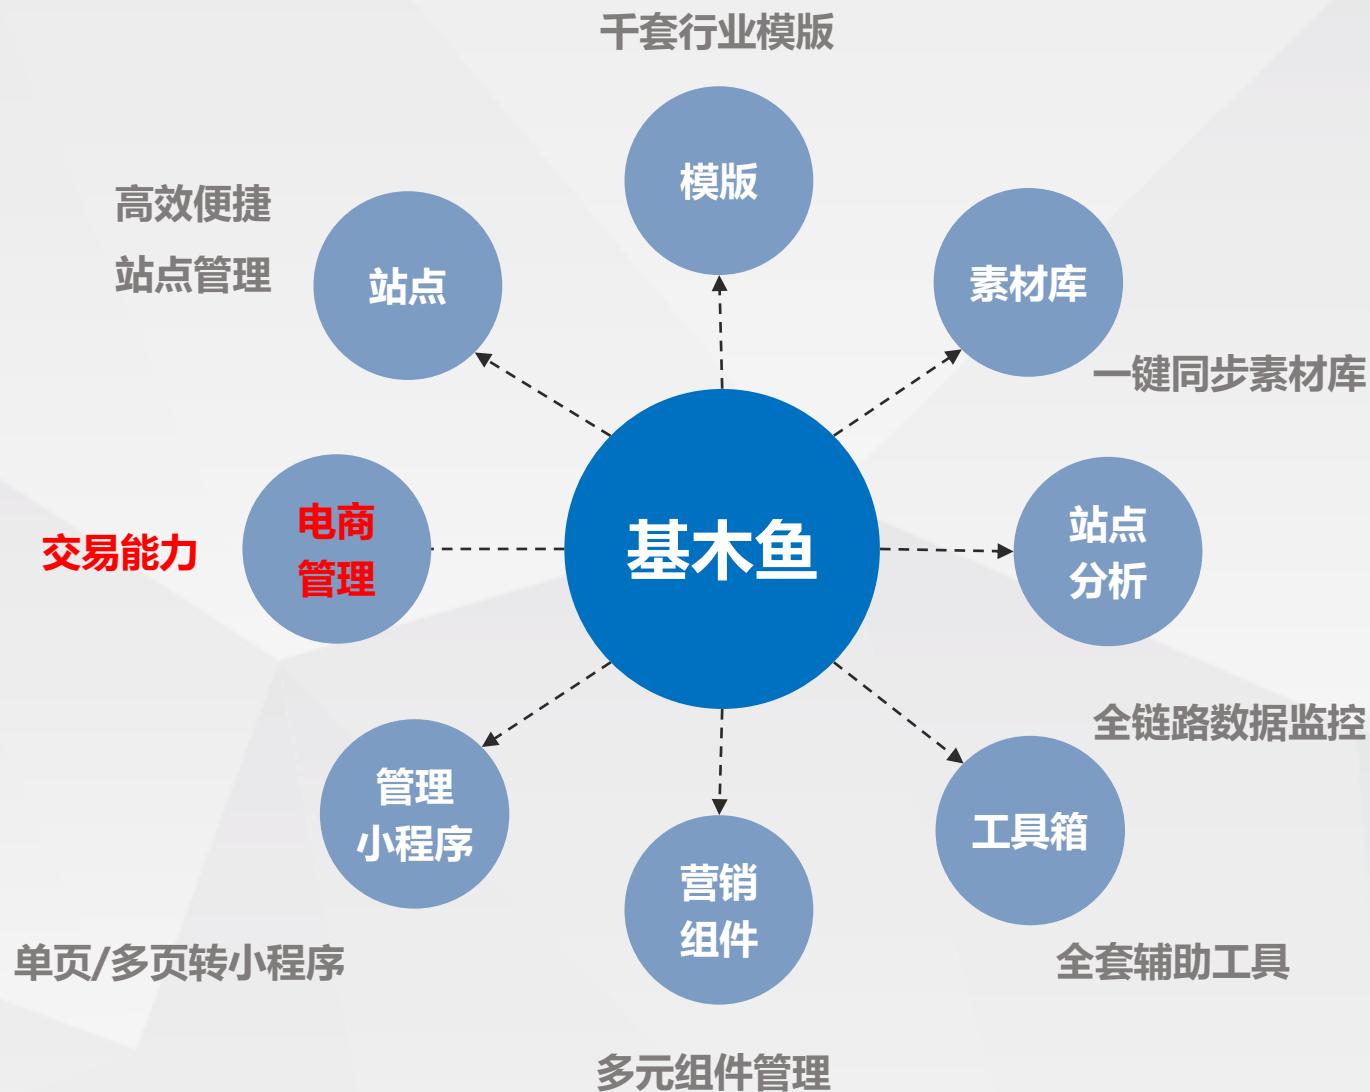 千套行业模版
模版
高效便捷
站点管理
站点
素材库
一键同步素材库
交易能力
电商
管理
基木鱼
站点
分析
全链路数据监控
管理
小程序
工具箱
营销
组件
单页/多页转小程序
全套辅助工具
多元组件管理